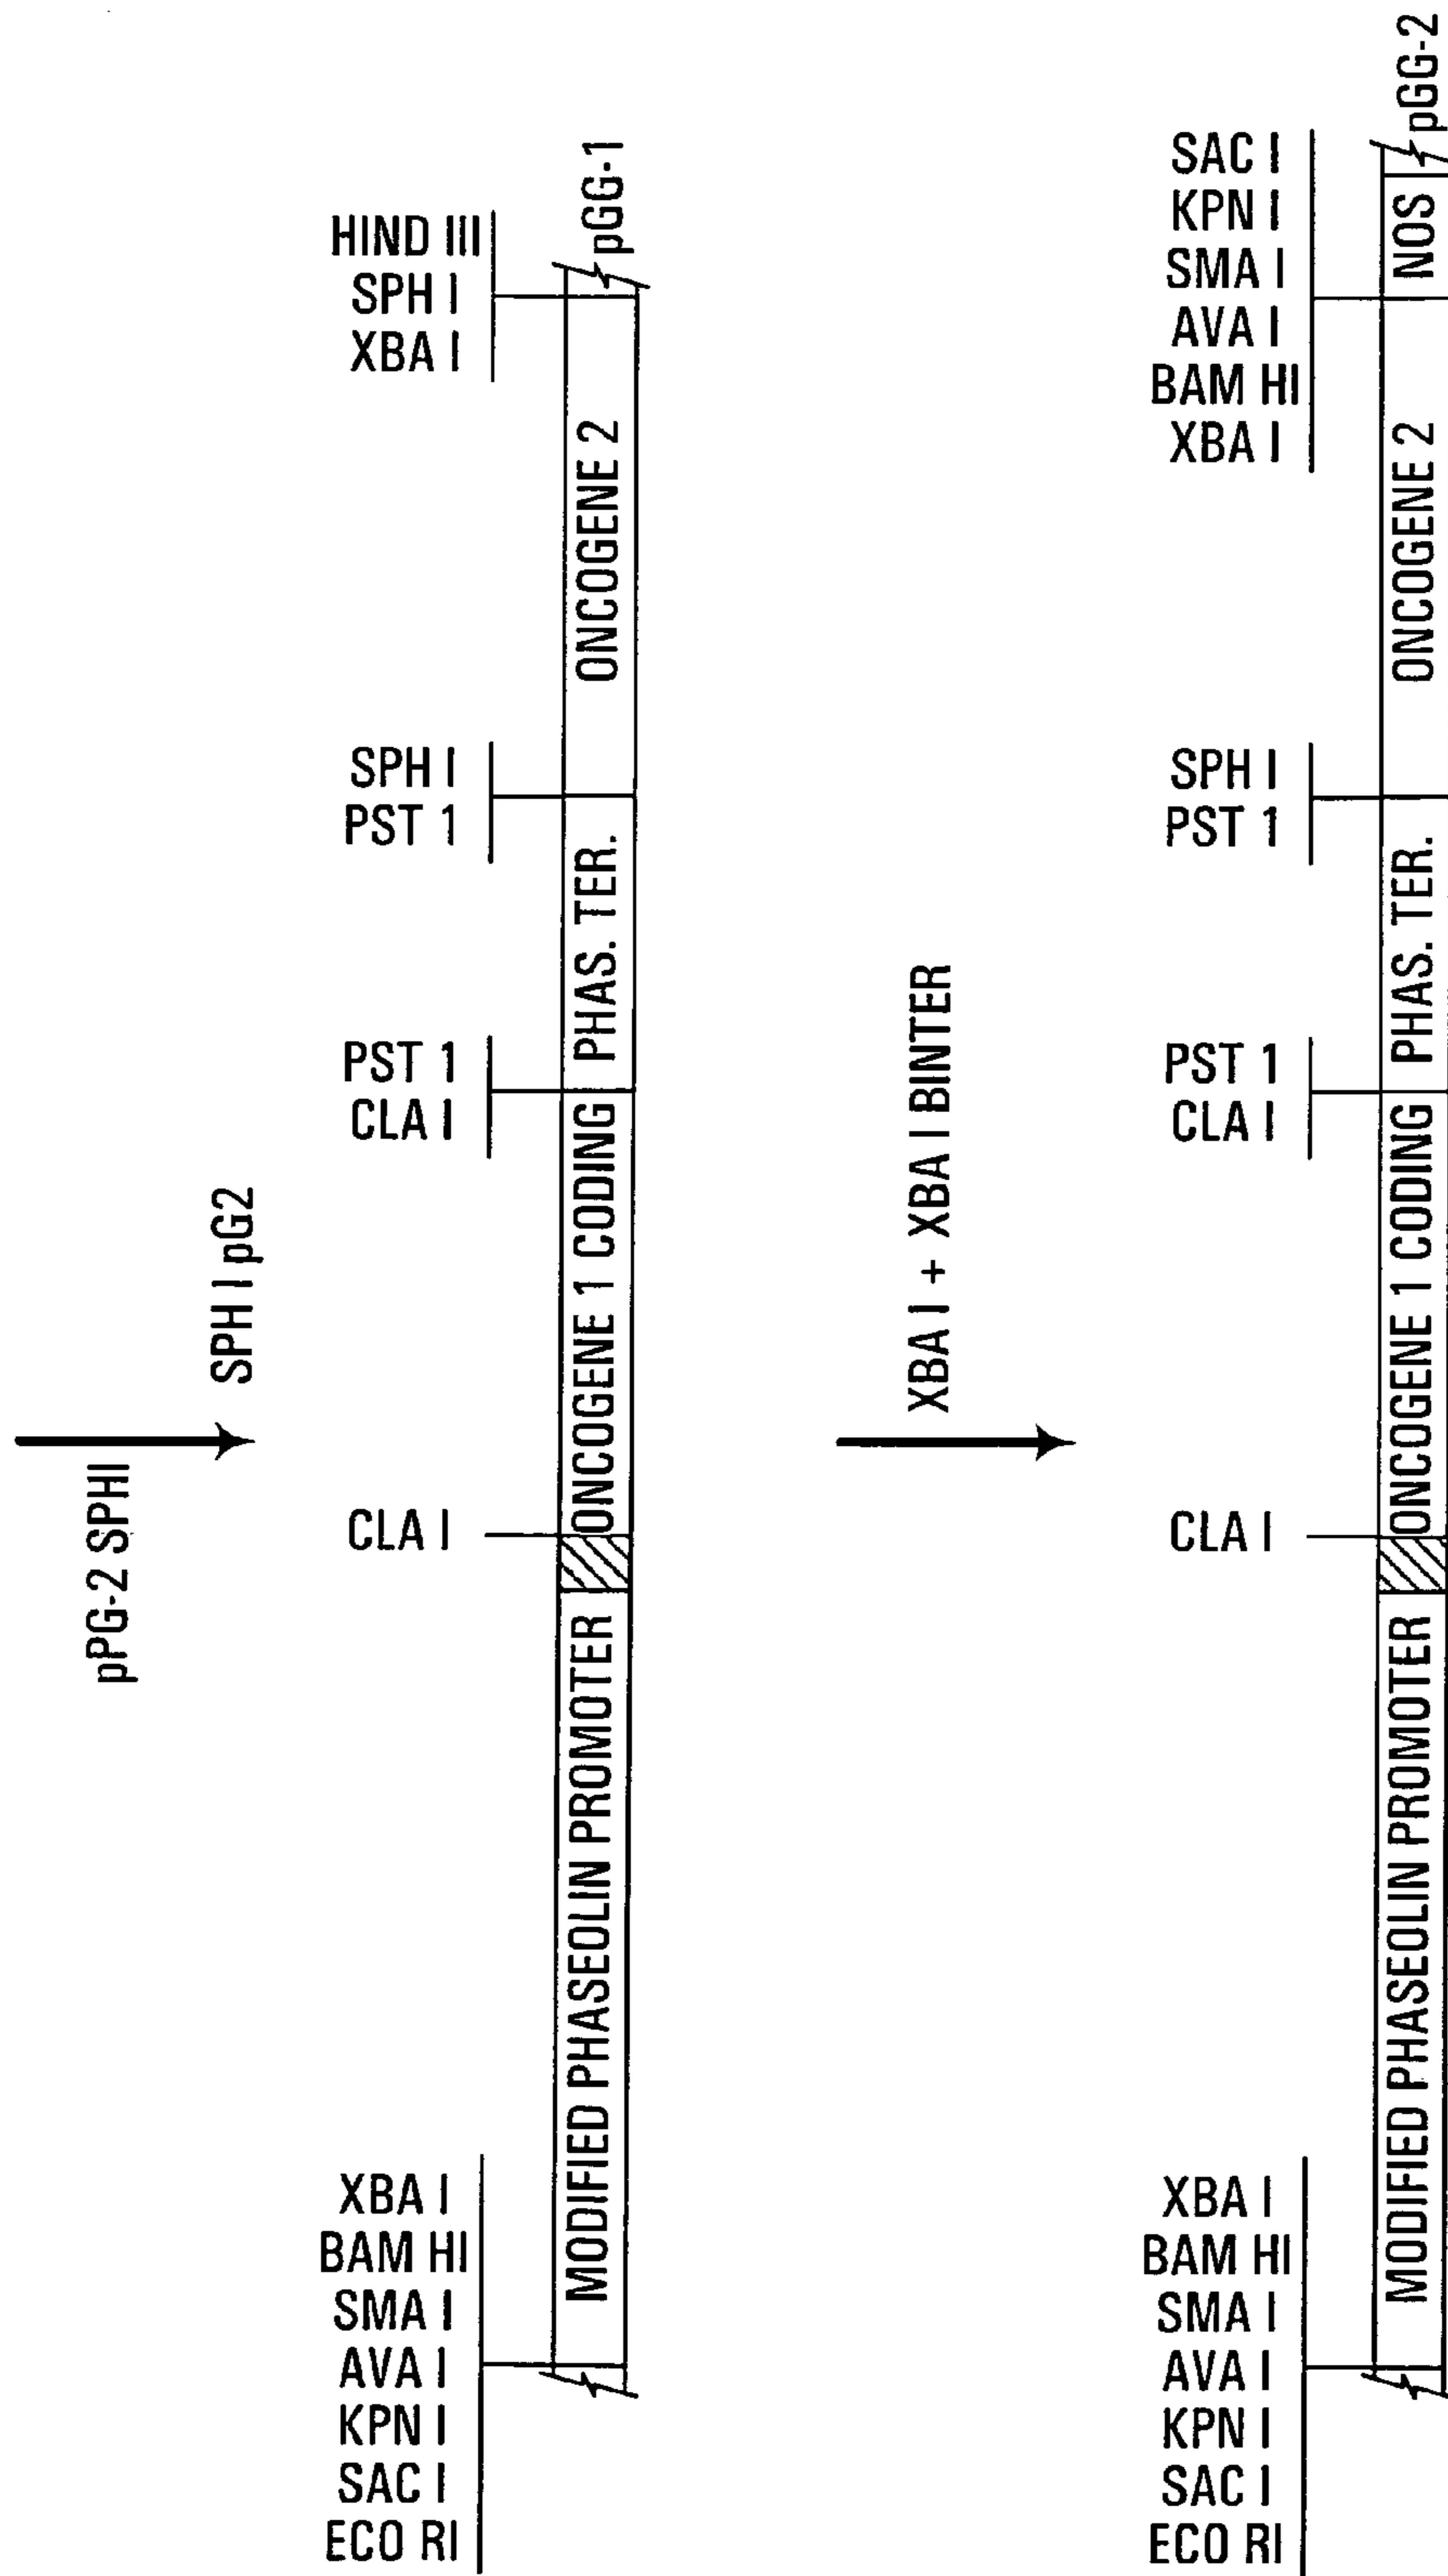 pPG-2 SPHI
SPH I pG2
ECO RI
SAC I
KPN I
AVA I
SMA I
BAM HI
XBA I
CLA I
CLA I
PST 1
PST 1
SPH I
XBA I
SPH I
HIND III
MODIFIED PHASEOLIN PROMOTER
ONCOGENE 1 CODING
PHAS. TER.
ONCOGENE 2
pGG-1
XBA I + XBA I BINTER
ECO RI
SAC I
KPN I
AVA I
SMA I
BAM HI
XBA I
CLA I
CLA I
PST 1
PST 1
SPH I
XBA I
BAM HI
AVA I
SMA I
KPN I
SAC I
MODIFIED PHASEOLIN PROMOTER
ONCOGENE 1 CODING
PHAS. TER.
ONCOGENE 2
NOS
pGG-2